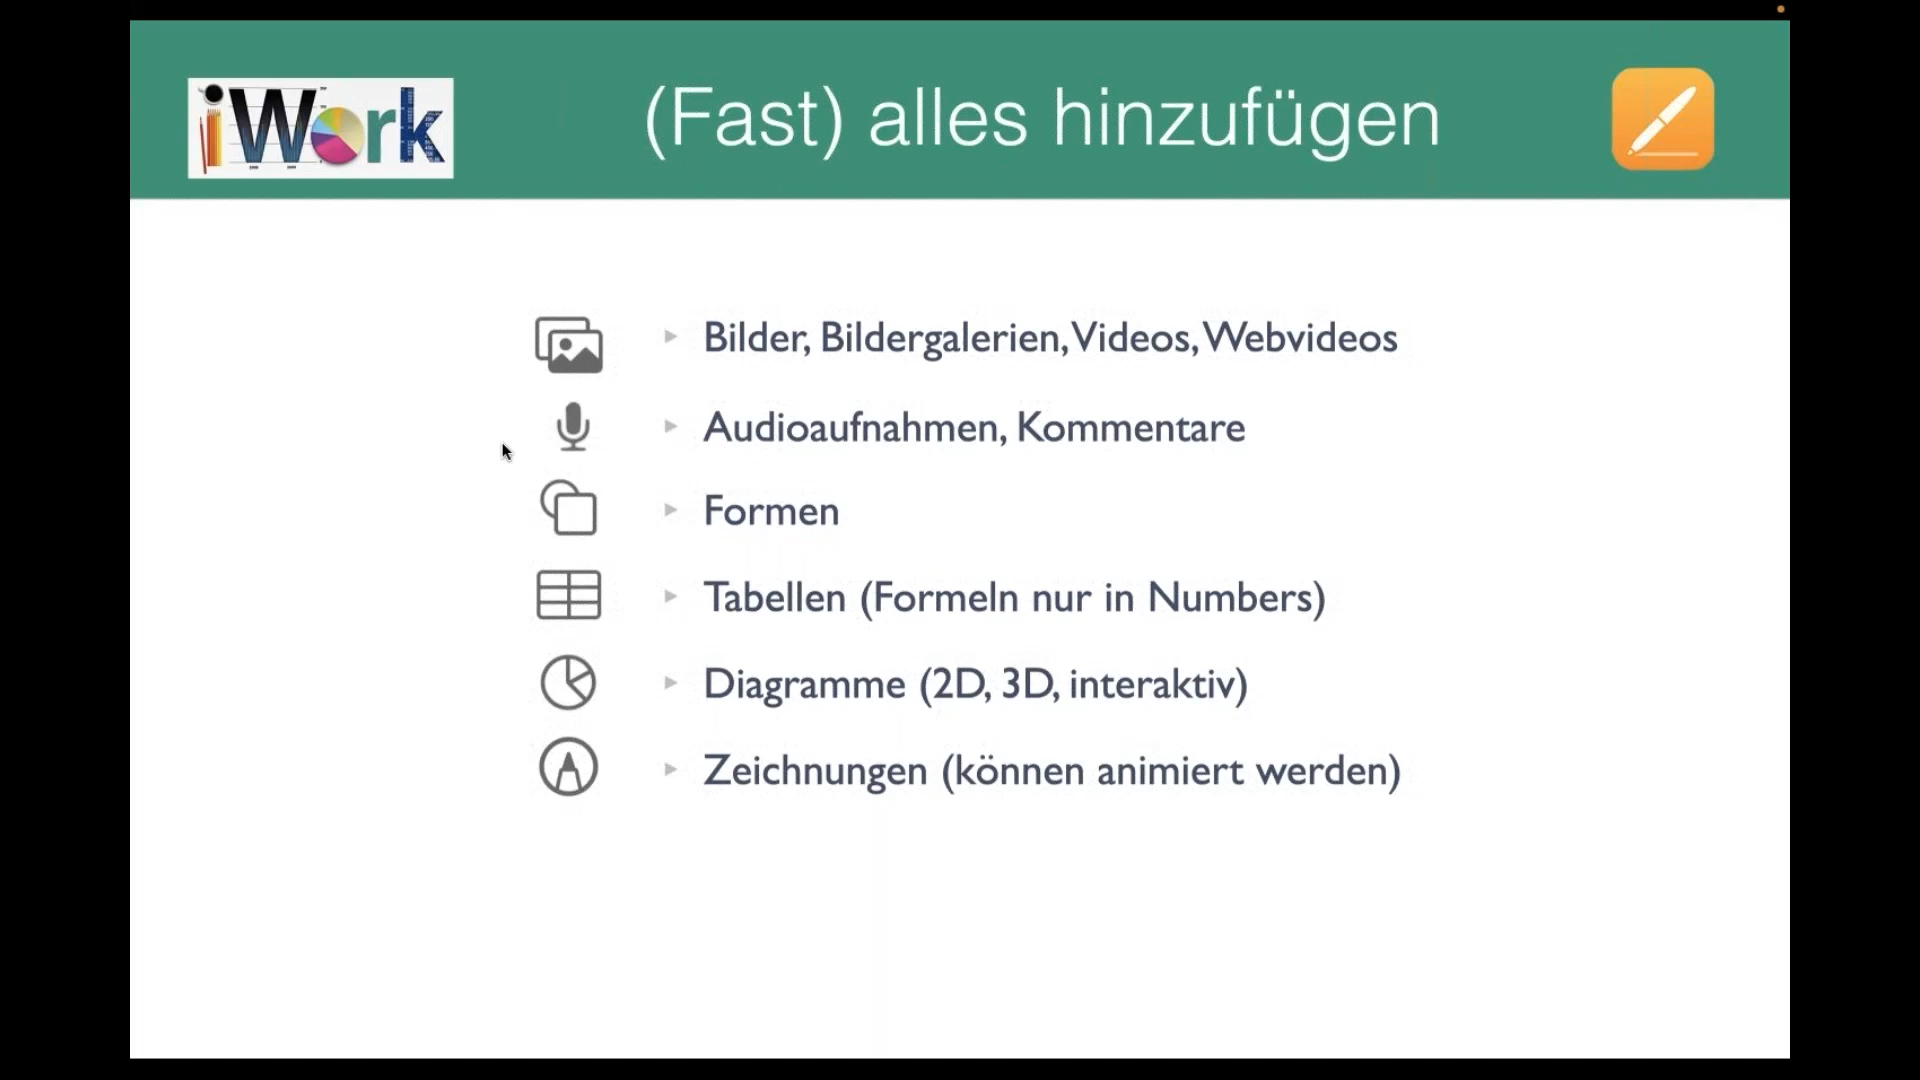 iWork
(Fast) alles hinzufügen
Bilder, Bildergalerien, Videos, Webvideos
Audioaufnahmen, Kommentare
Formen
Tabellen (Formeln nur in Numbers)
Diagramme (2D, 3D, interaktiv)
Zeichnungen (können animiert werden)